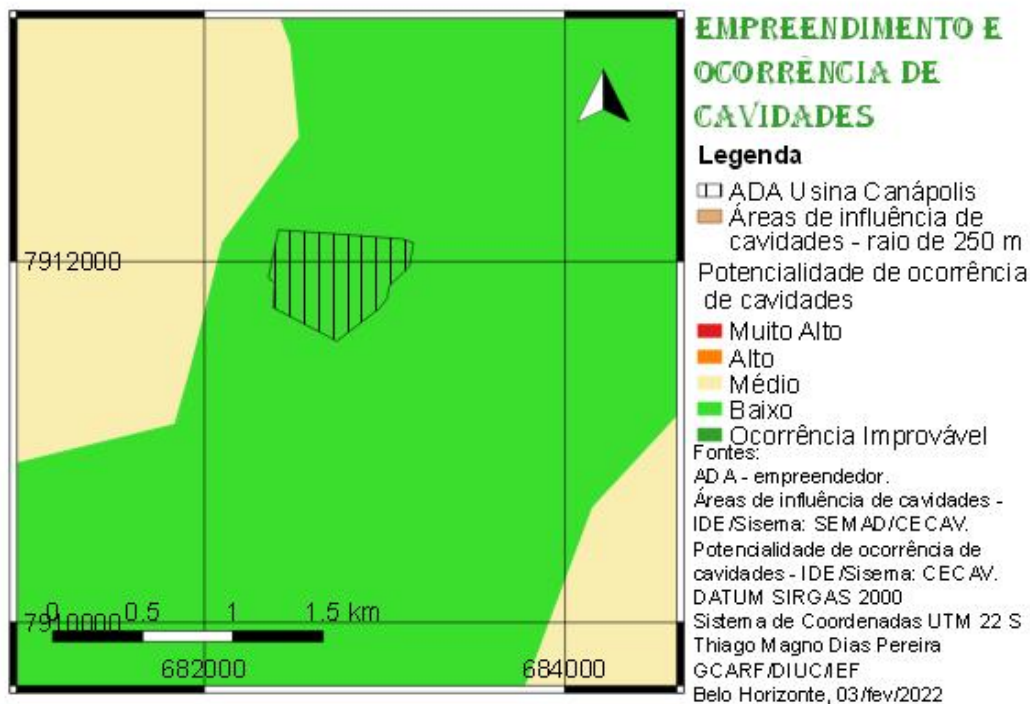 EMPREENDIMENTO E
OCORRÊNCIA DE
CAVIDADES
Legenda
ADA Usina Canápolis
Áreas de influência de
cavidades - raio de 250 m
Potencialidade de ocorrência
de cavidades
Muito Alto
Alto
Médio
Baixo
Ocorrência Improvável
Fontes:
ADA - empreendedor.
Áreas de influência de cavidades -
IDE/Sisema: SEMAD/CECAV.
Potencialidade de ocorrência de
cavidades - IDE/Sisema: CECAV.
DATUM SIRGAS 2000
Sistema de Coordenadas UTM 22 S
Thiago Magno Dias Pereira
GCARF/DIUC/IEF
Belo Horizonte, 03/fev/2022
7912000
0 0.5 1 1.5 km
7910000
682000 684000